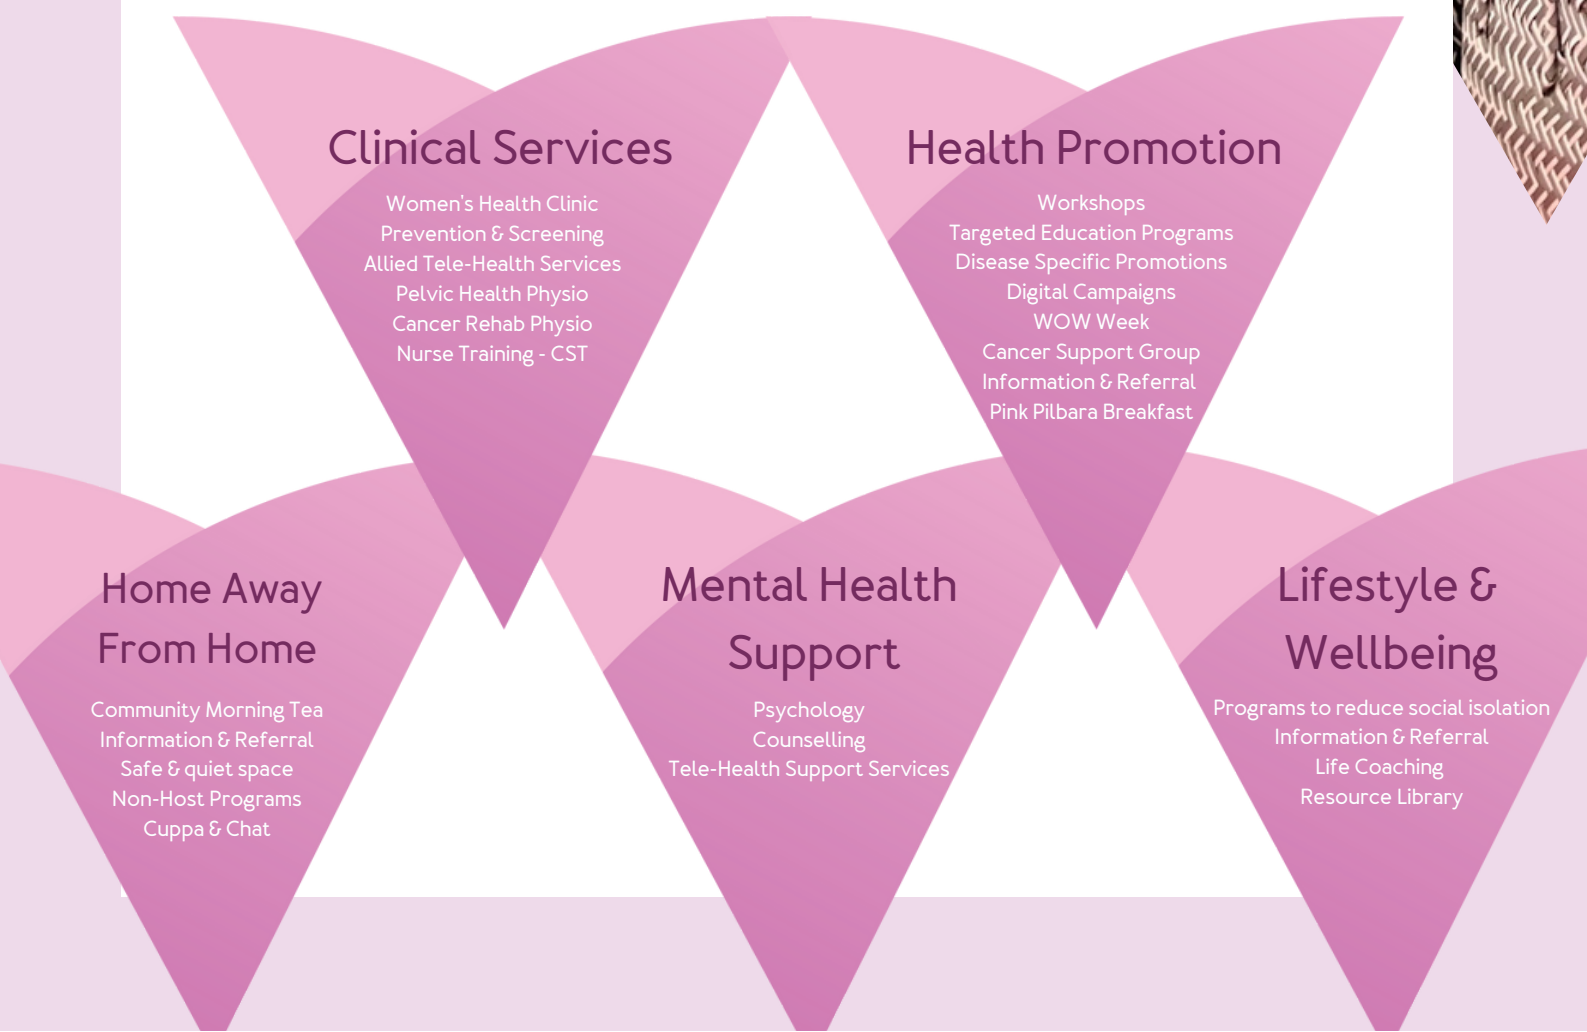 Clinical Services
Women's Health Clinic
Prevention & Screening
Allied Tele-Health Services
Pelvic Health Physio
Cancer Rehab Physio
Nurse Training - CST
Health Promotion
Workshops
Targeted Education Programs
Disease Specific Promotions
Digital Campaigns
WOW Week
Cancer Support Group
Information & Referral
Pink Pilbara Breakfast
Home Away
From Home
Community Morning Tea
Information & Referral
Safe & quiet space
Non-Host Programs
Cuppa & Chat
Mental Health
Support
Psychology
Counselling
Tele-Health Support Services
Lifestyle &
Wellbeing
Programs to reduce social isolation
Information & Referral
Life Coaching
Resource Library